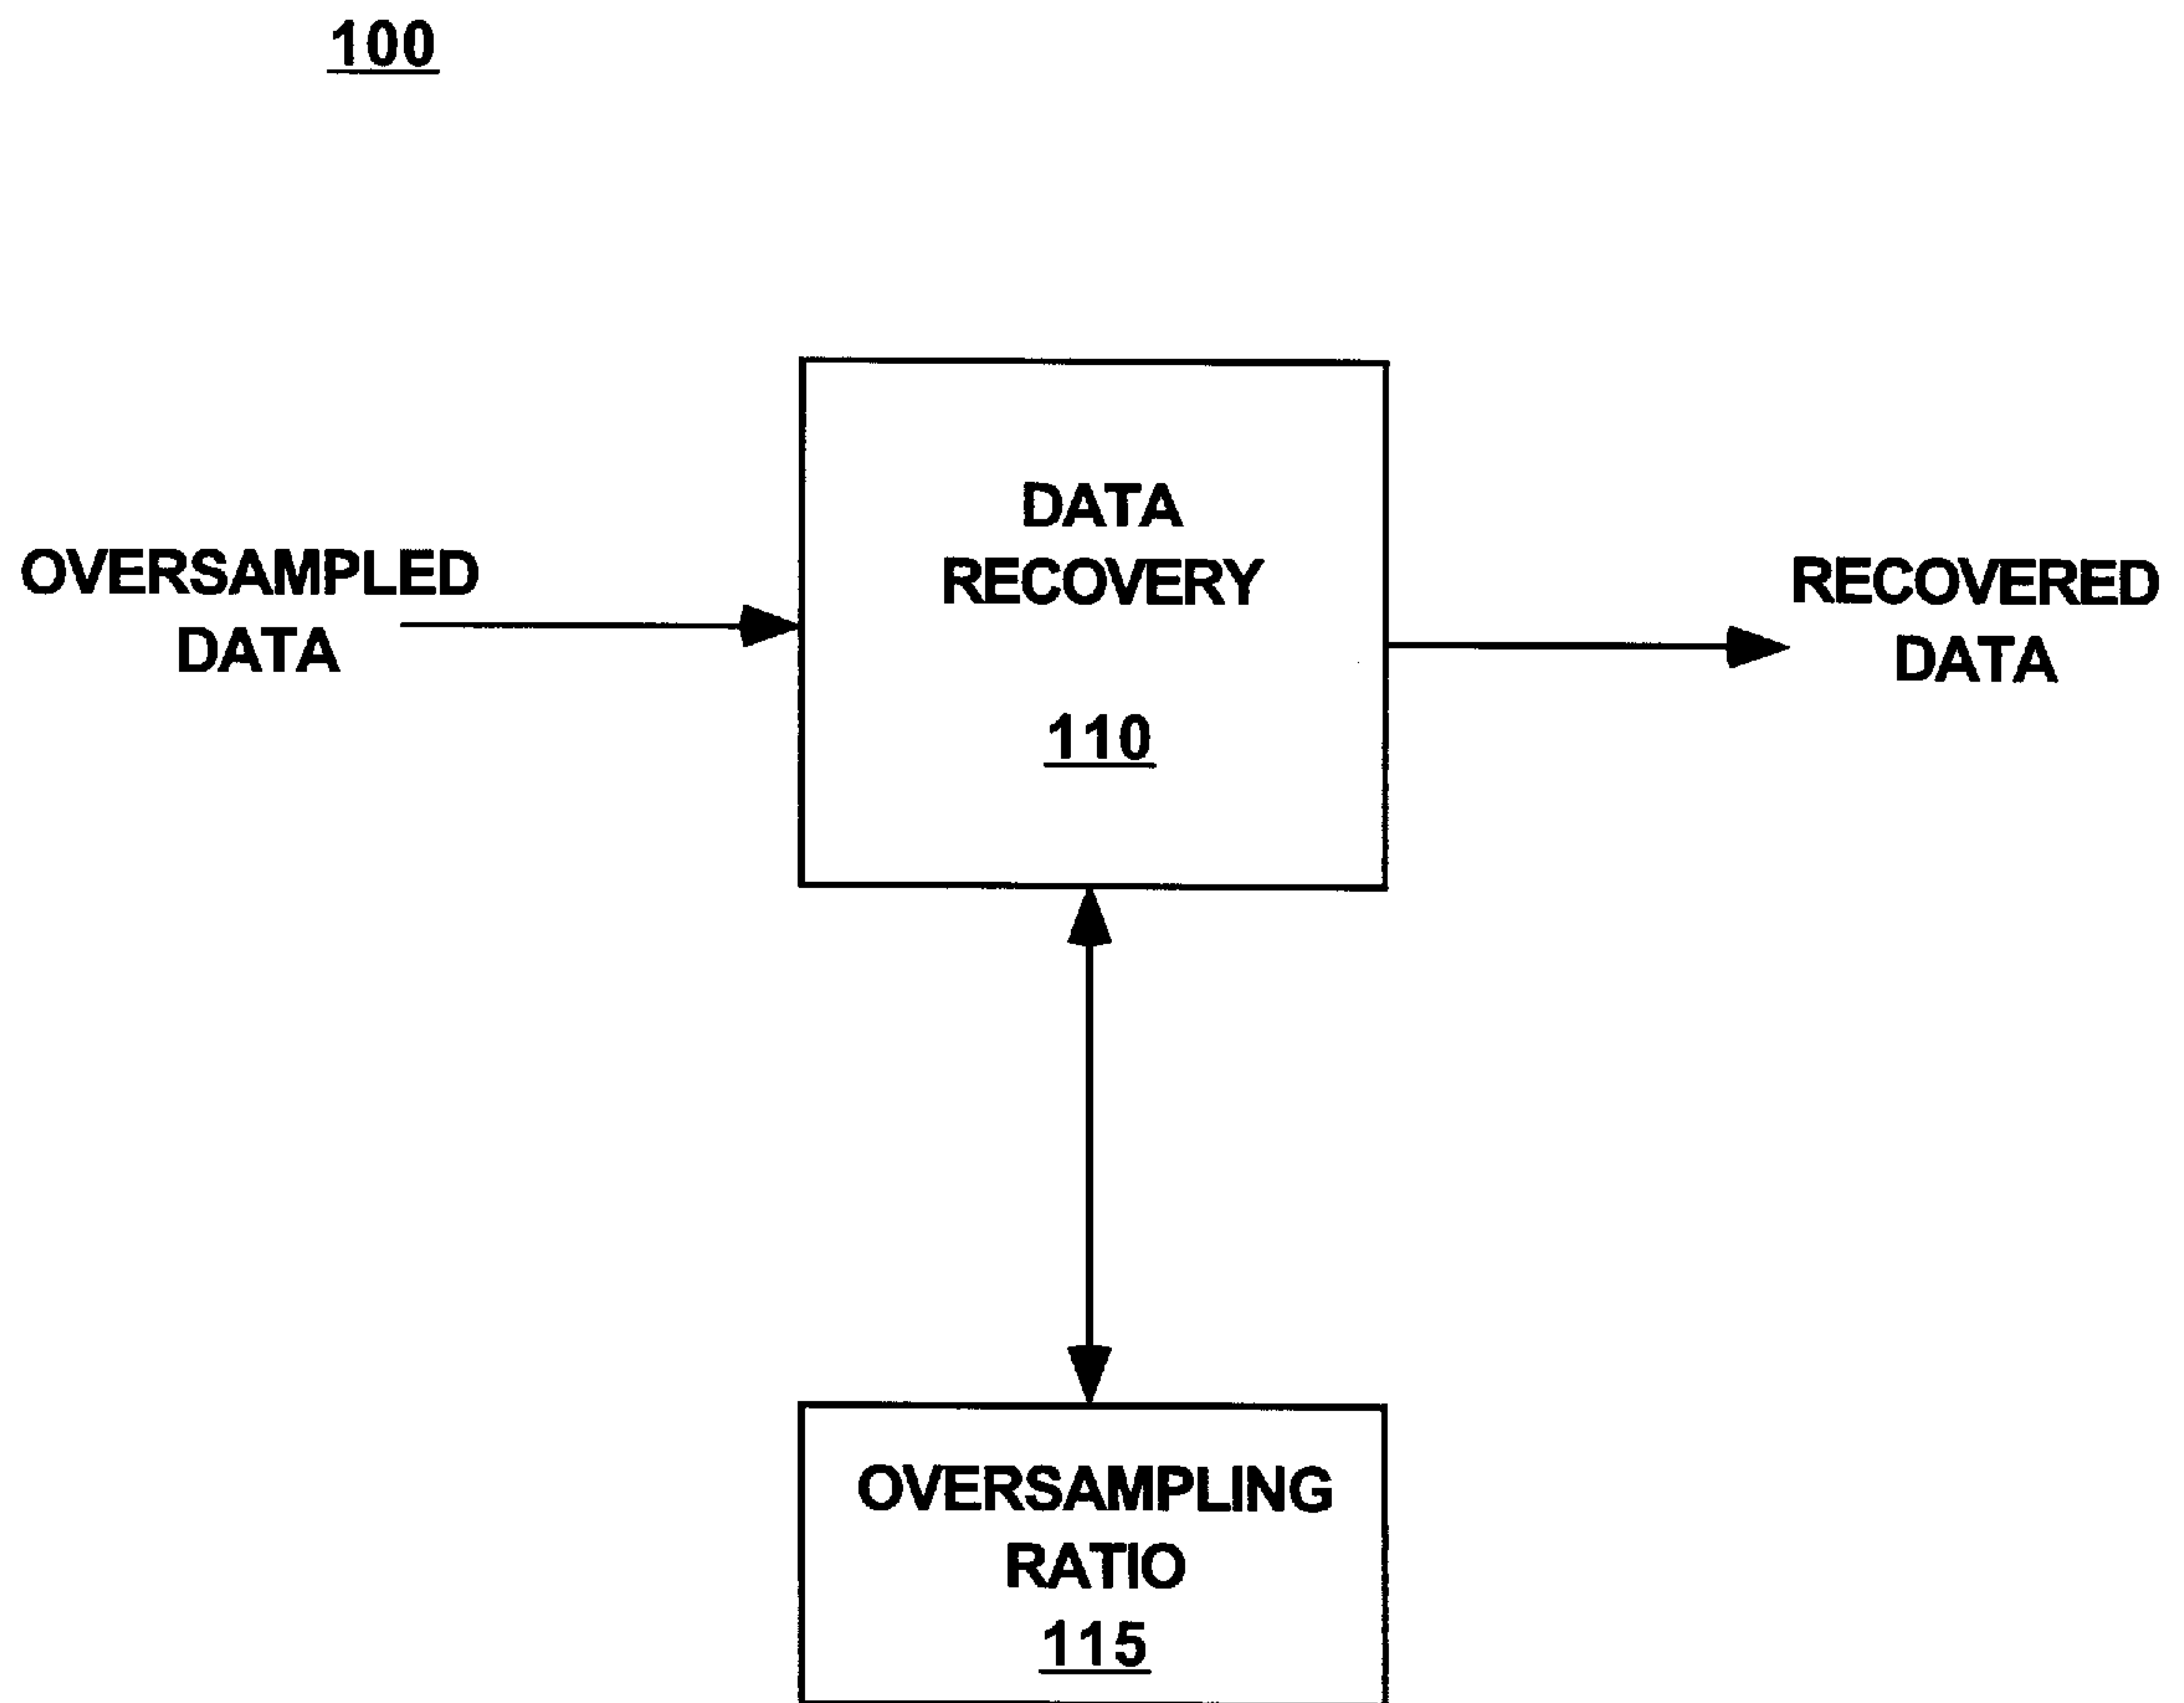 100
DATA
RECOVERY
110
OVERSAMPLED
DATA
RECOVERED
DATA
OVERSAMPLING
RATIO
115